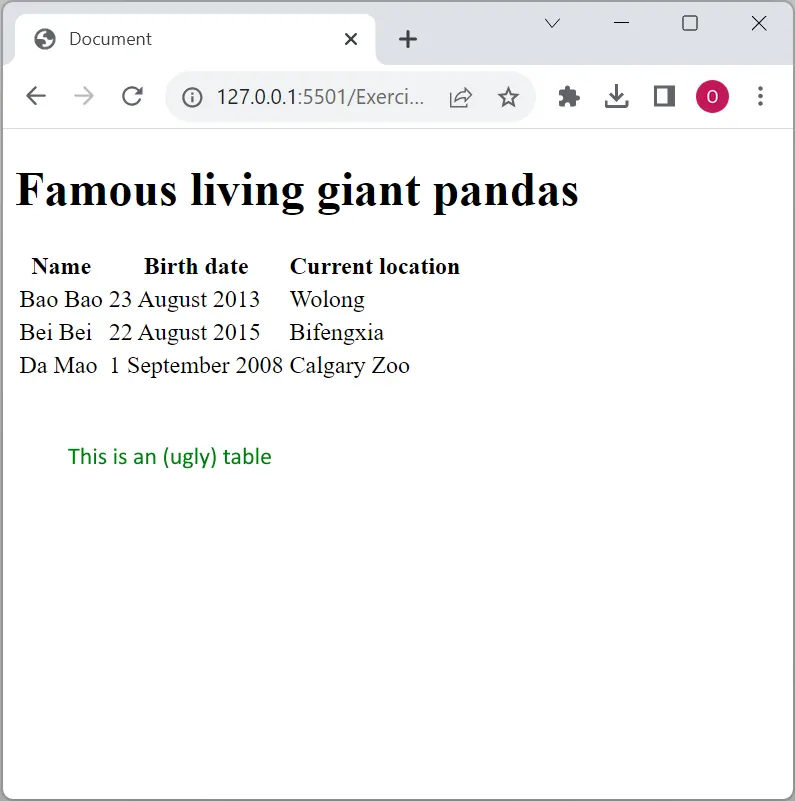 Document
127.0.0.1:5501/Exerci...
O
Famous living giant pandas
Name Birth date Current location
Bao Bao 23 August 2013 Wolong
Bei Bei 22 August 2015 Bifengxia
Da Mao 1 September 2008 Calgary Zoo
This is an (ugly) table